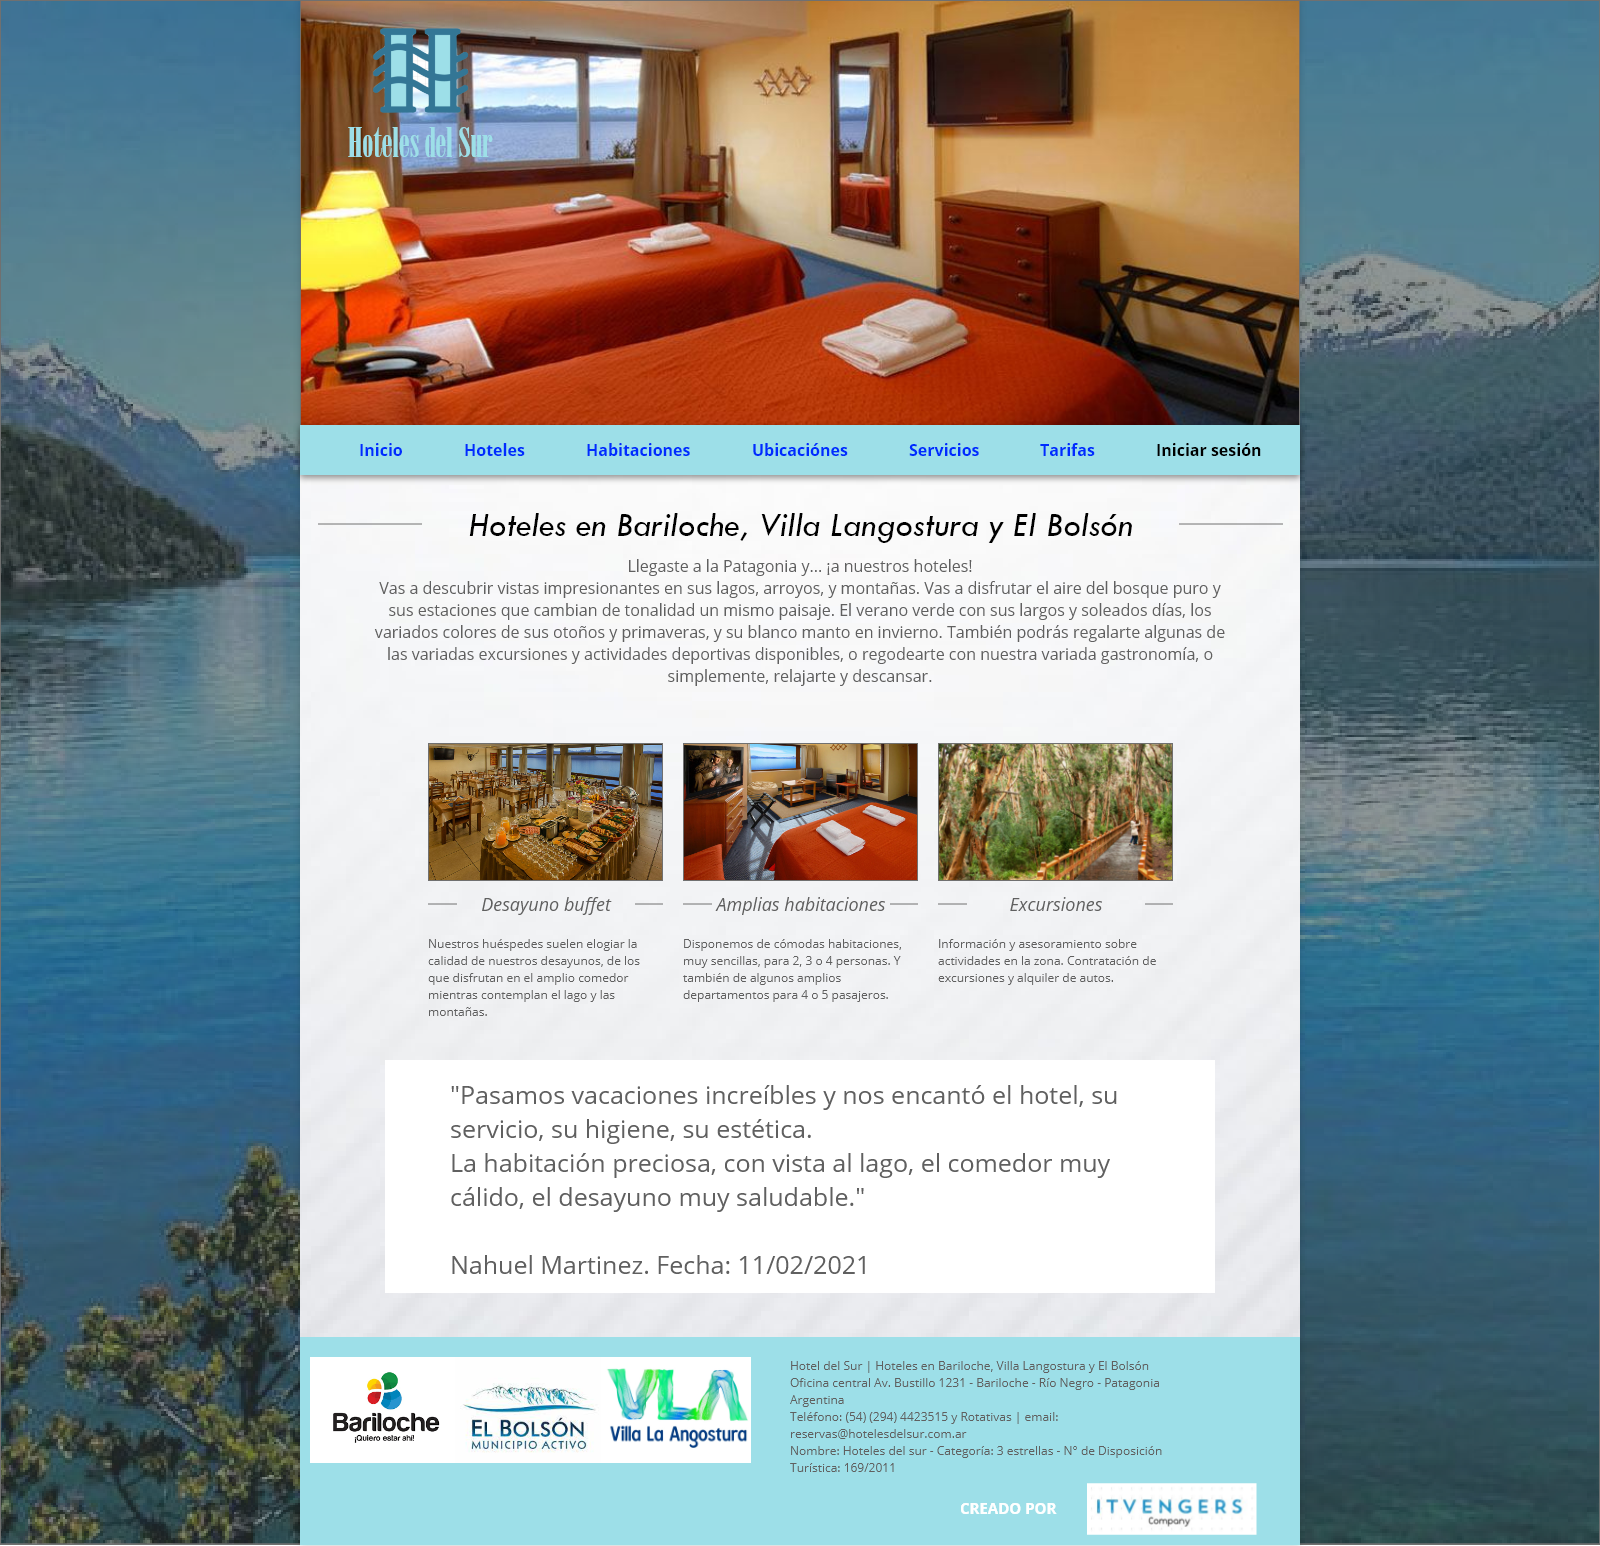 Hoteles del Sur
Inicio
Hoteles
Habitaciones
Ubicaciónes
Servicios
Tarifas
Iniciar sesión
Hoteles en Bariloche, Villa Langostura y El Bolsón
Llegaste a la Patagonia y... ¡a nuestros hoteles!
Vas a descubrir vistas impresionantes en sus lagos, arroyos, y montañas. Vas a disfrutar el aire del bosque puro y
sus estaciones que cambian de tonalidad un mismo paisaje. El verano verde con sus largos y soleados días, los
variados colores de sus otoños y primaveras, y su blanco manto en invierno. También podrás regalarte algunas de
las variadas excursiones y actividades deportivas disponibles, o regodearte con nuestra variada gastronomía, o
simplemente, relajarte y descansar.
Desayuno buffet
Nuestros huéspedes suelen elogiar la
calidad de nuestros desayunos, de los
que disfrutan en el amplio comedor
mientras contemplan el lago y las
montañas.
Amplias habitaciones
Disponemos de cómodas habitaciones,
muy sencillas, para 2, 3 o 4 personas. Y
también de algunos amplios
departamentos para 4 o 5 pasajeros.
Excursiones
Información y asesoramiento sobre
actividades en la zona. Contratación de
excursiones y alquiler de autos.
"Pasamos vacaciones increíbles y nos encantó el hotel, su
servicio, su higiene, su estética.
La habitación preciosa, con vista al lago, el comedor muy
cálido, el desayuno muy saludable."
Nahuel Martinez. Fecha: 11/02/2021
Bariloche
¡Quiero estar ahí!
EL BOLSÓN
MUNICIPIO ACTIVO
VLA
Villa La Angostura
Hotel del Sur | Hoteles en Bariloche, Villa Langostura y El Bolsón
Oficina central Av. Bustillo 1231 - Bariloche - Río Negro - Patagonia
Argentina
Teléfono: (54) (294) 4423515 y Rotativas | email:
reservas@hotelesdelsur.com.ar
Nombre: Hoteles del sur - Categoría: 3 estrellas - N° de Disposición
Turística: 169/2011
CREADO POR
ITVENGERS
Company